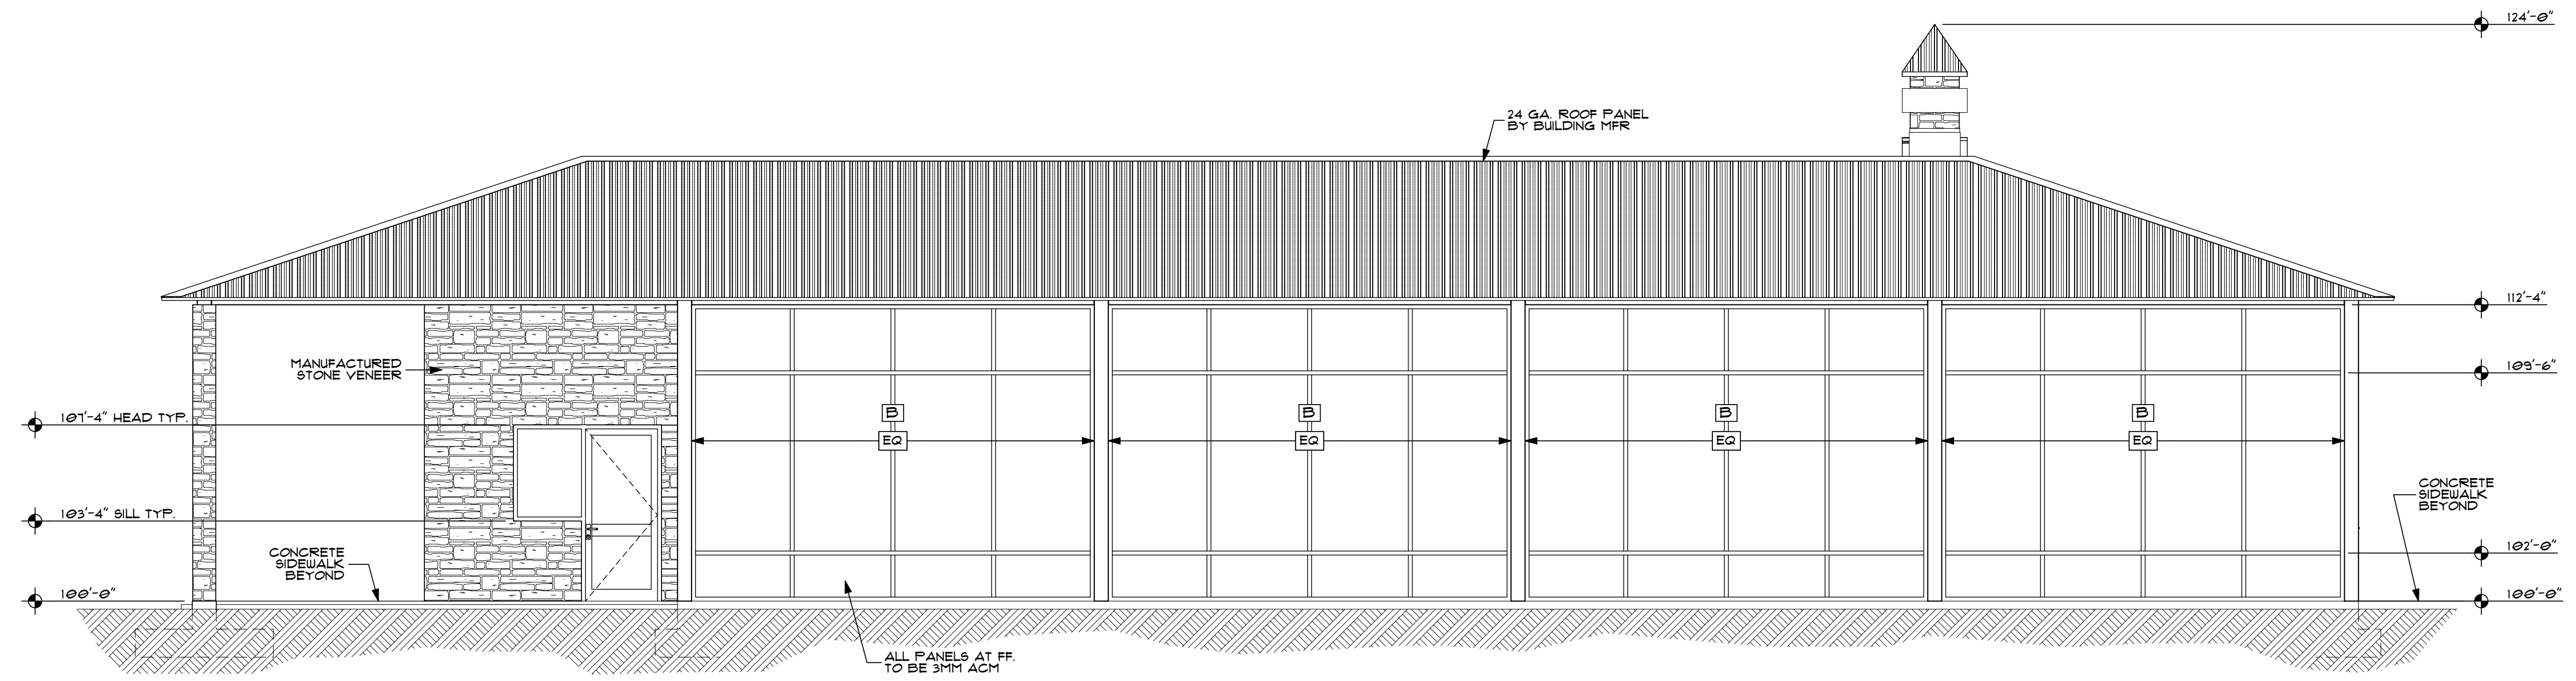 124'-0"
24 GA. ROOF PANEL
BY BUILDING MFR
112'-4"
MANUFACTURED
STONE VENEER
109'-6"
107'-4" HEAD TYP.
B
B
B
B
EQ
EQ
EQ
EQ
CONCRETE
SIDEWALK
BEYOND
103'-4" SILL TYP.
CONCRETE
SIDEWALK
BEYOND
102'-0"
100'-0"
100'-0"
ALL PANELS AT FF.
TO BE 3MM ACM